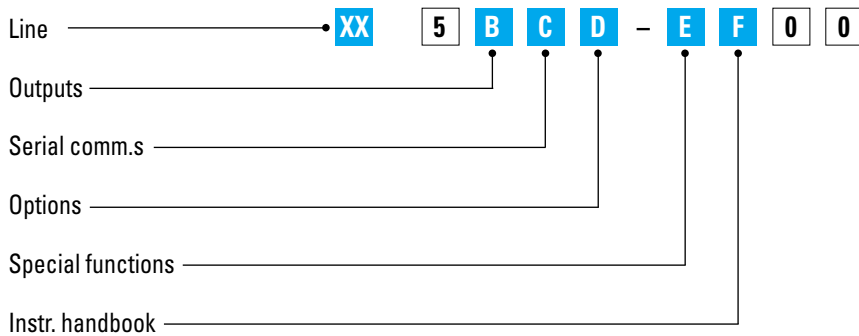 Line XX 5 B C D – E F 0 0
Outputs
Serial comm.s
Options
Special functions
Instr. handbook